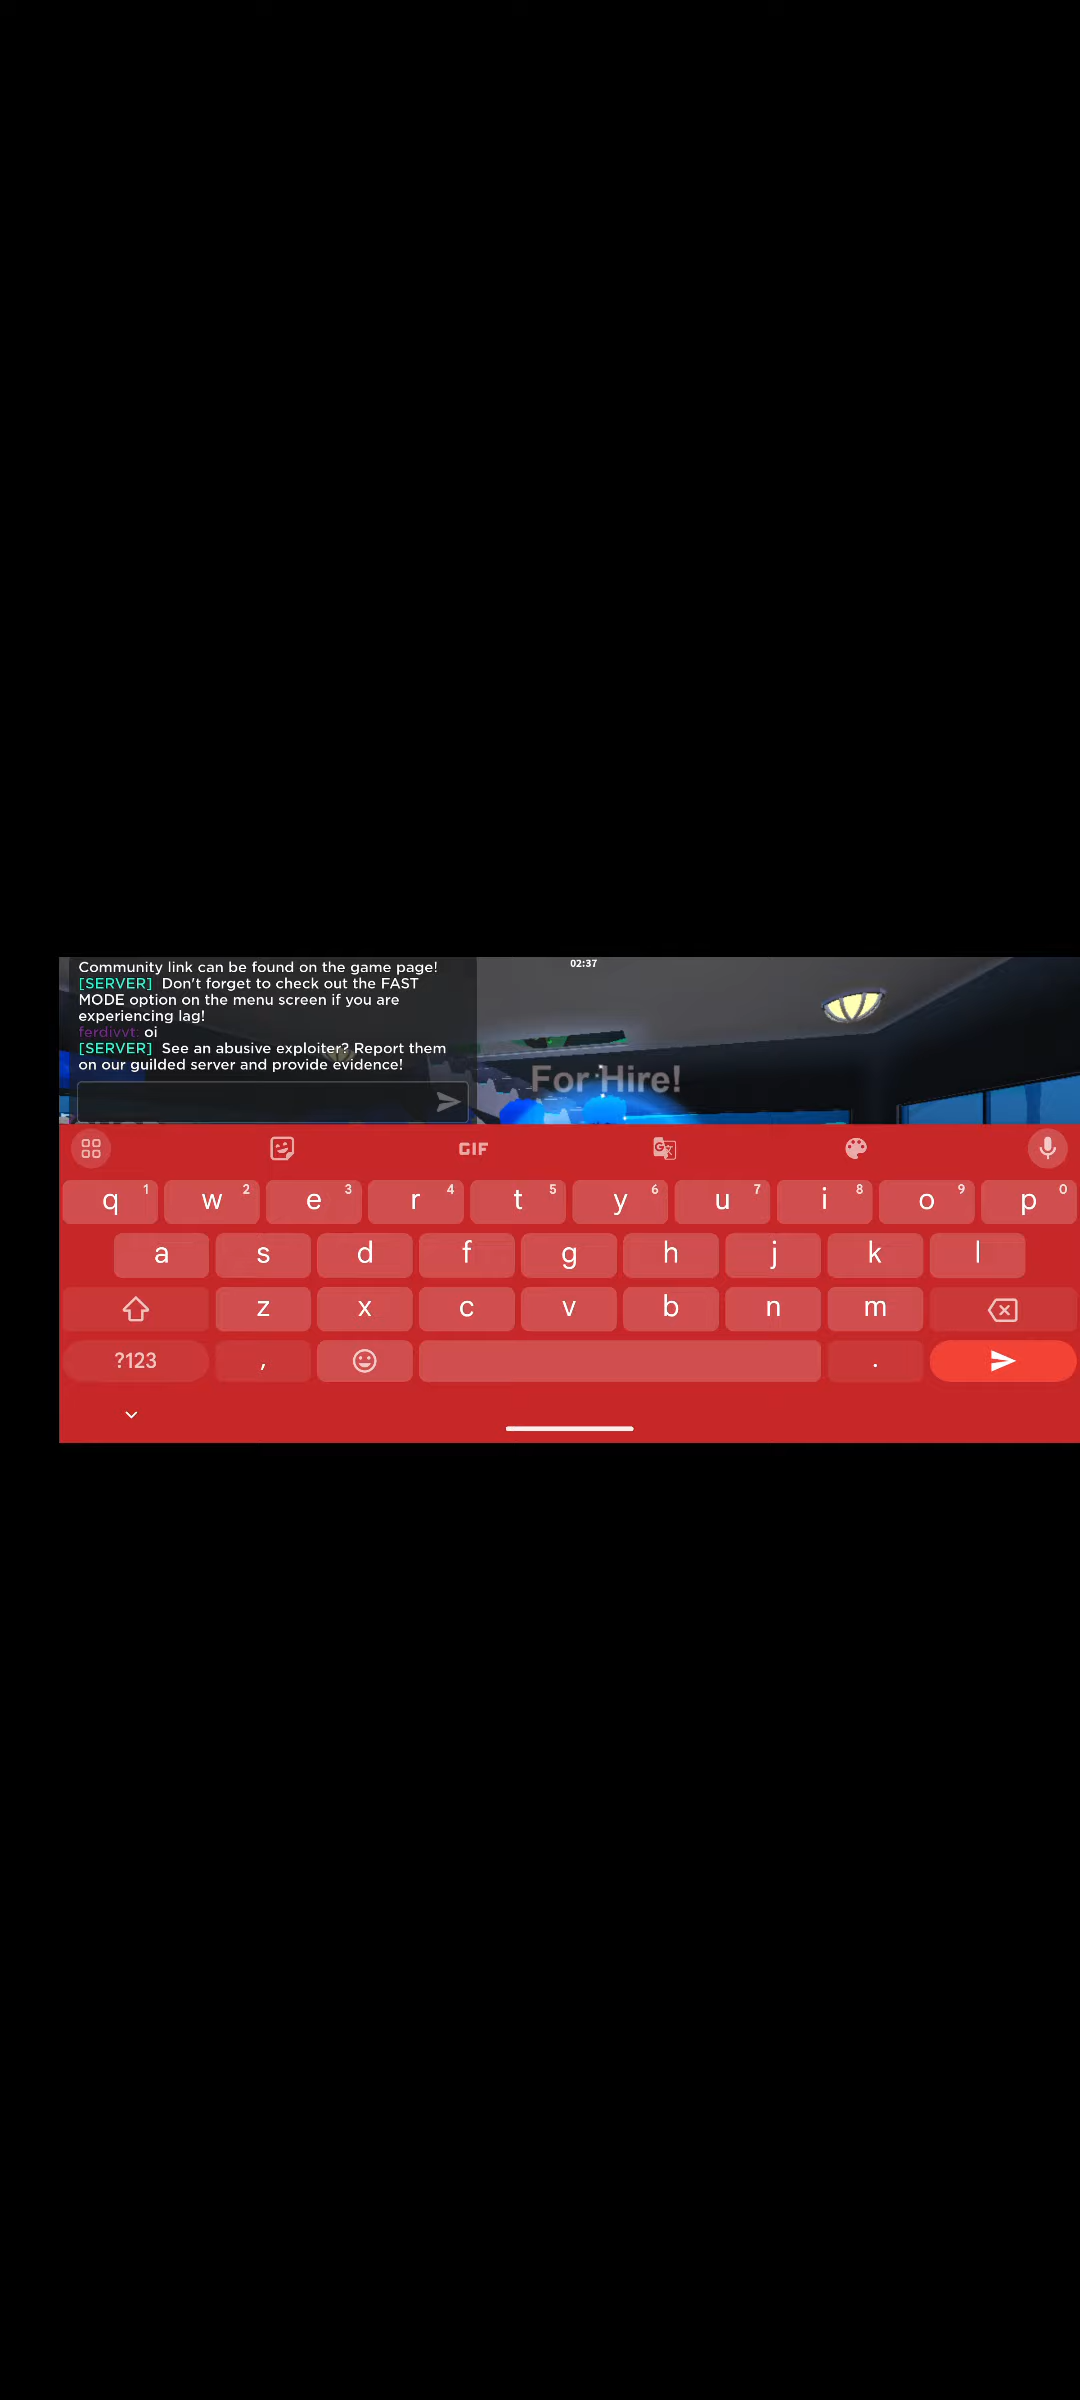 Community link can be found on the game page!
[SERVER] Don't forget to check out the FAST
MODE option on the menu screen if you are
experiencing lag!
ferdivvt: oi
[SERVER] See an abusive exploiter? Report them
on our guilded server and provide evidence!
02:37
For Hire!
GIF
q 1 w 2 e 3 r 4 t 5 y 6 u 7 i 8 o 9 p 0
a s d f g h j k l
z x c v b n m
?123 , .